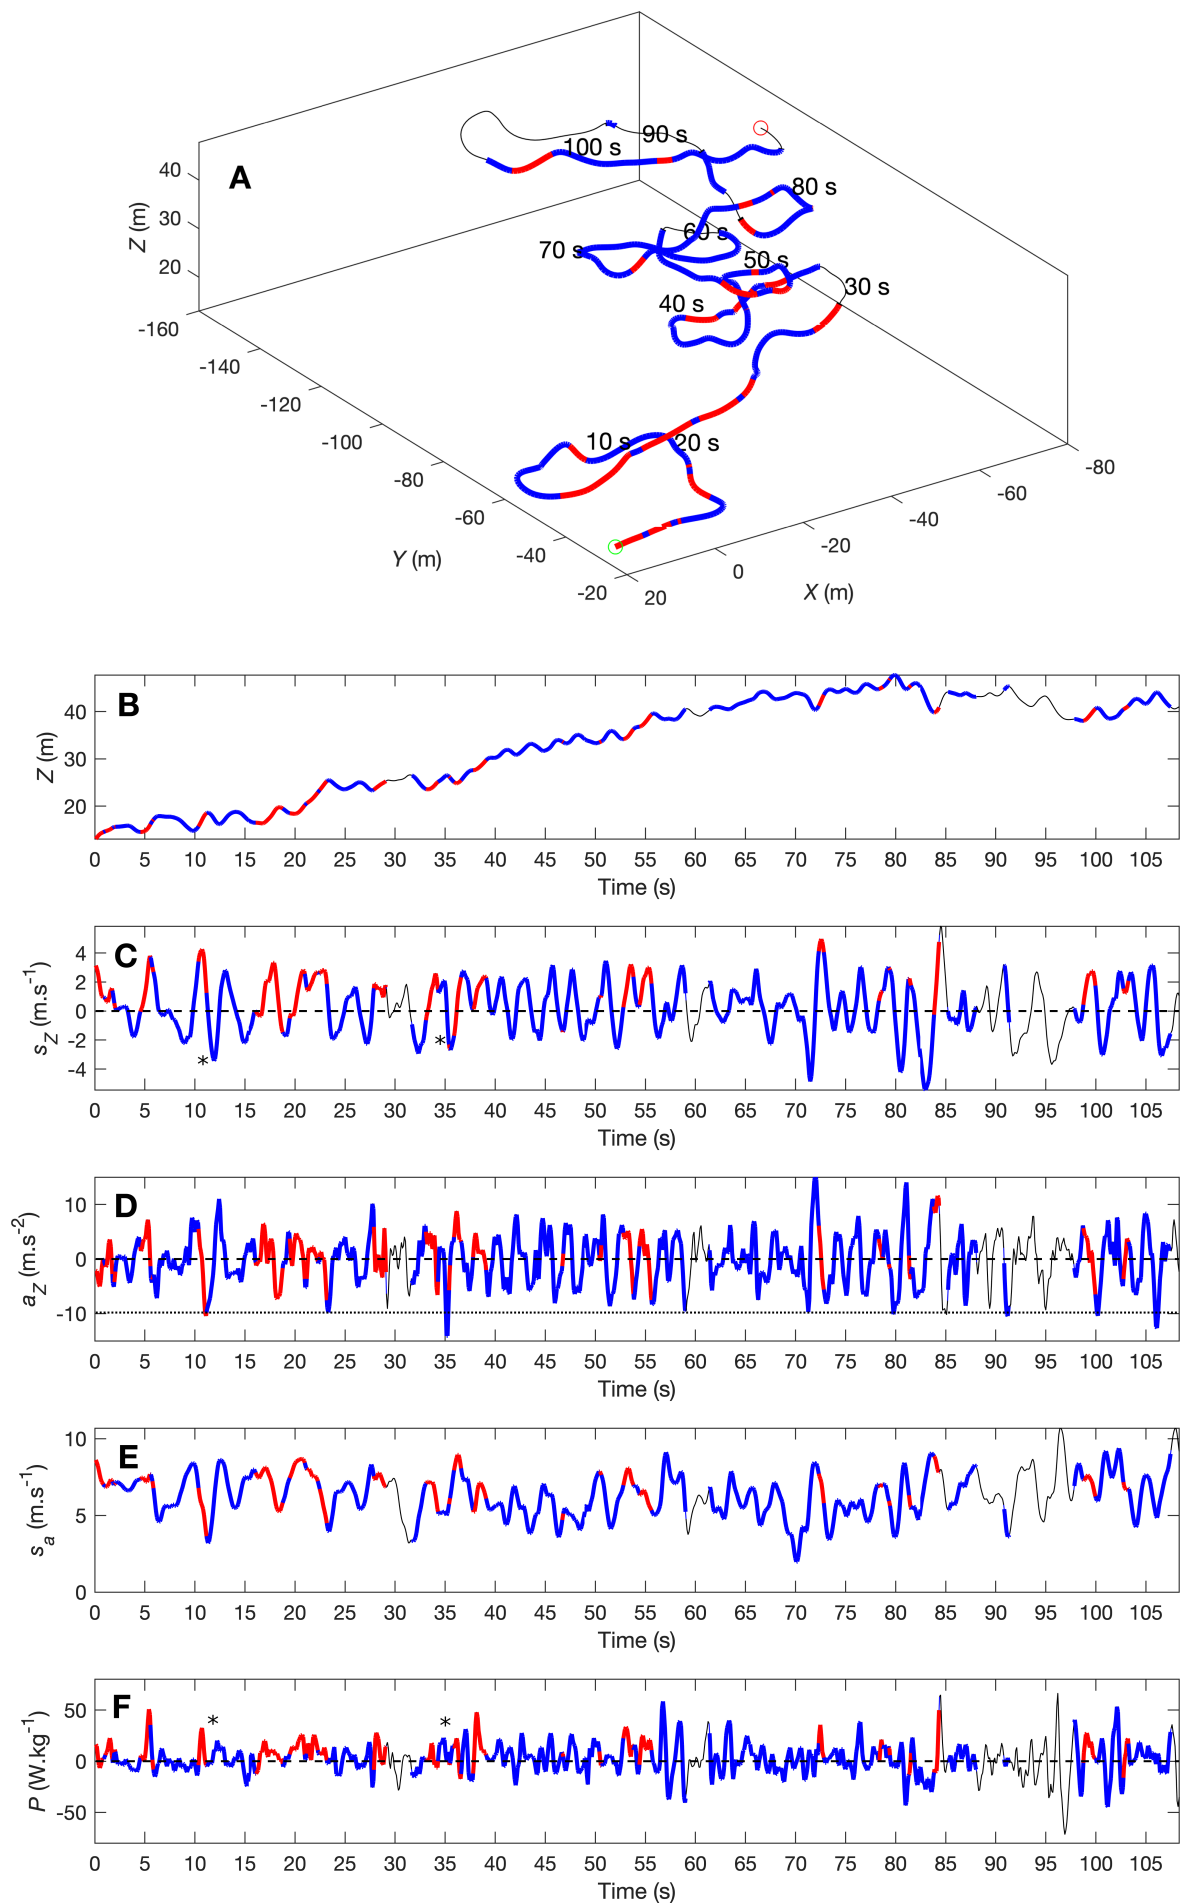 A
90 s
100 s
80 s
60 s
70 s
50 s
30 s
40 s
10 s
20 s
Z (m)
40
30
20
-160
-140
-120
-100
-80
-60
-40
-20
Y (m)
20
0
-20
-40
-60
-80
X (m)
B
Z (m)
40
30
20
0 5 10 15 20 25 30 35 40 45 50 55 60 65 70 75 80 85 90 95 100 105
Time (s)
C
sZ (m.s-1)
4
2
0
-2
-4
*
*
0 5 10 15 20 25 30 35 40 45 50 55 60 65 70 75 80 85 90 95 100 105
Time (s)
D
aZ (m.s-2)
10
0
-10
0 5 10 15 20 25 30 35 40 45 50 55 60 65 70 75 80 85 90 95 100 105
Time (s)
E
sa (m.s-1)
10
5
0
0 5 10 15 20 25 30 35 40 45 50 55 60 65 70 75 80 85 90 95 100 105
Time (s)
F
P (W.kg-1)
50
0
-50
*
*
0 5 10 15 20 25 30 35 40 45 50 55 60 65 70 75 80 85 90 95 100 105
Time (s)